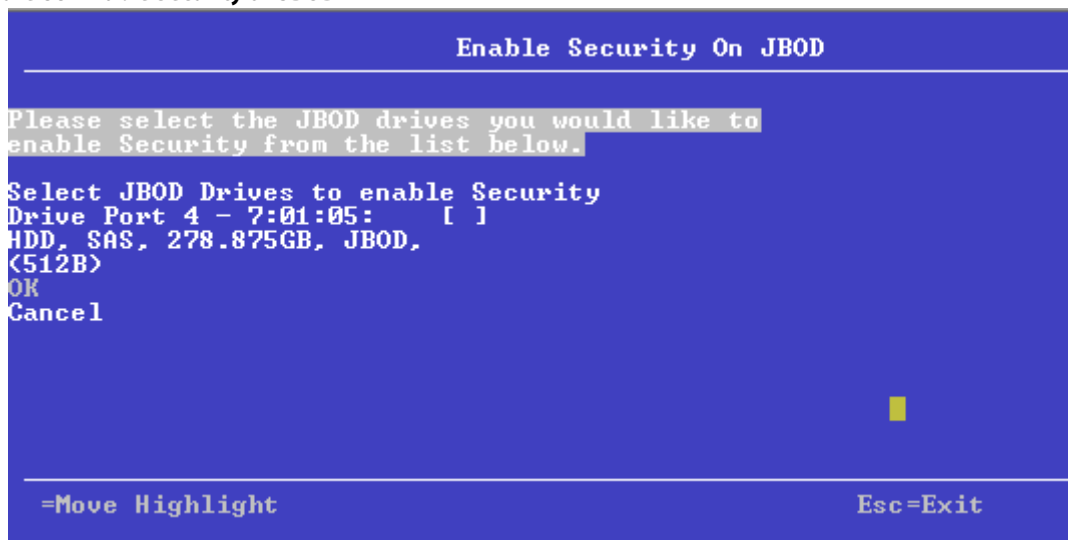 Enable Security On JBOD
Please select the JBOD drives you would like to
enable Security from the list below.
Select JBOD Drives to enable Security
Drive Port 4 - 7:01:05: [ ]
HDD, SAS, 278.875GB, JBOD,
(512B)
OK
Cancel
=Move Highlight Esc=Exit